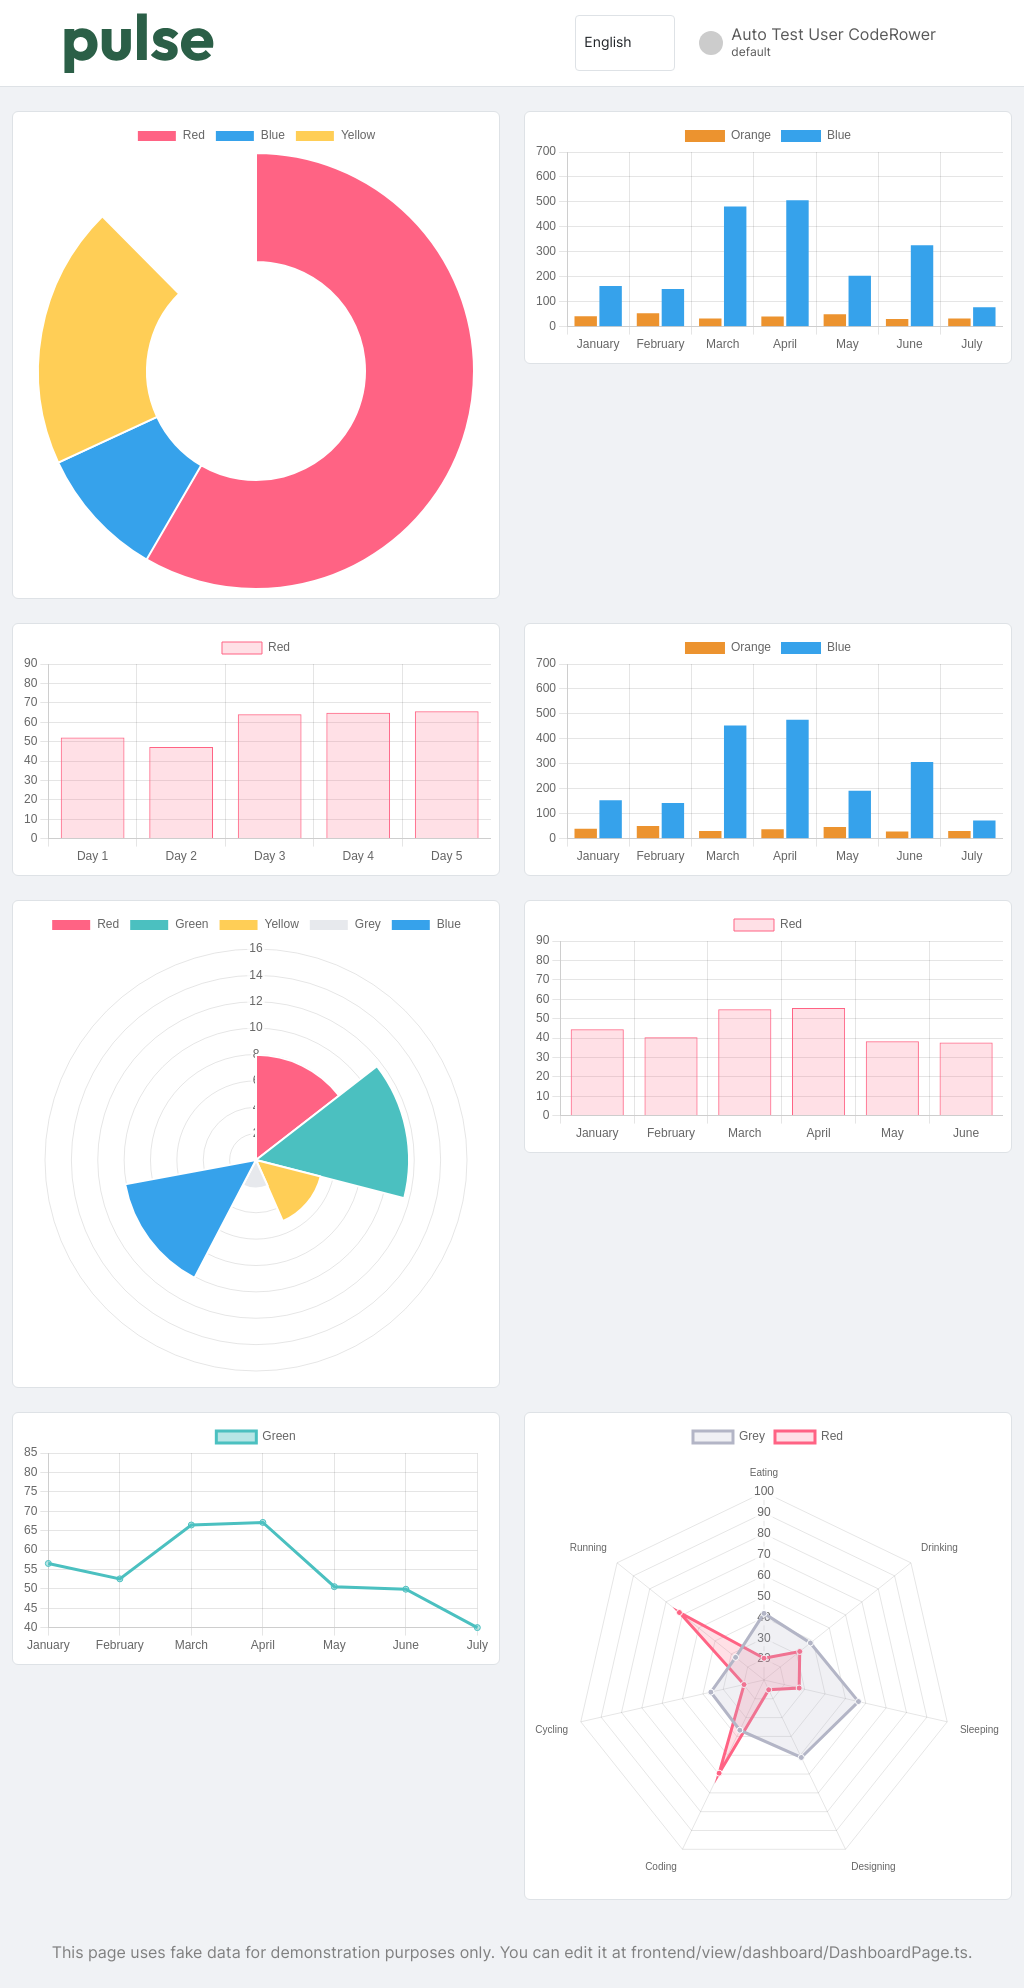 pulse
English
Auto Test User CodeRower
default
Red Blue Yellow
Orange Blue
700
600
500
400
300
200
100
0
January February March April May June July
Red
90
80
70
60
50
40
30
20
10
0
Day 1 Day 2 Day 3 Day 4 Day 5
Orange Blue
700
600
500
400
300
200
100
0
January February March April May June July
Red Green Yellow Grey Blue
16
14
12
10
8
Red
90
80
70
60
50
40
30
20
10
0
January February March April May June
Green
85
80
75
70
65
60
55
50
45
40
January February March April May June July
Grey Red
Eating
100
90
80
70
60
50
40
30
20
Running
Drinking
Cycling
Sleeping
Coding
Designing
This page uses fake data for demonstration purposes only. You can edit it at frontend/view/dashboard/DashboardPage.ts.